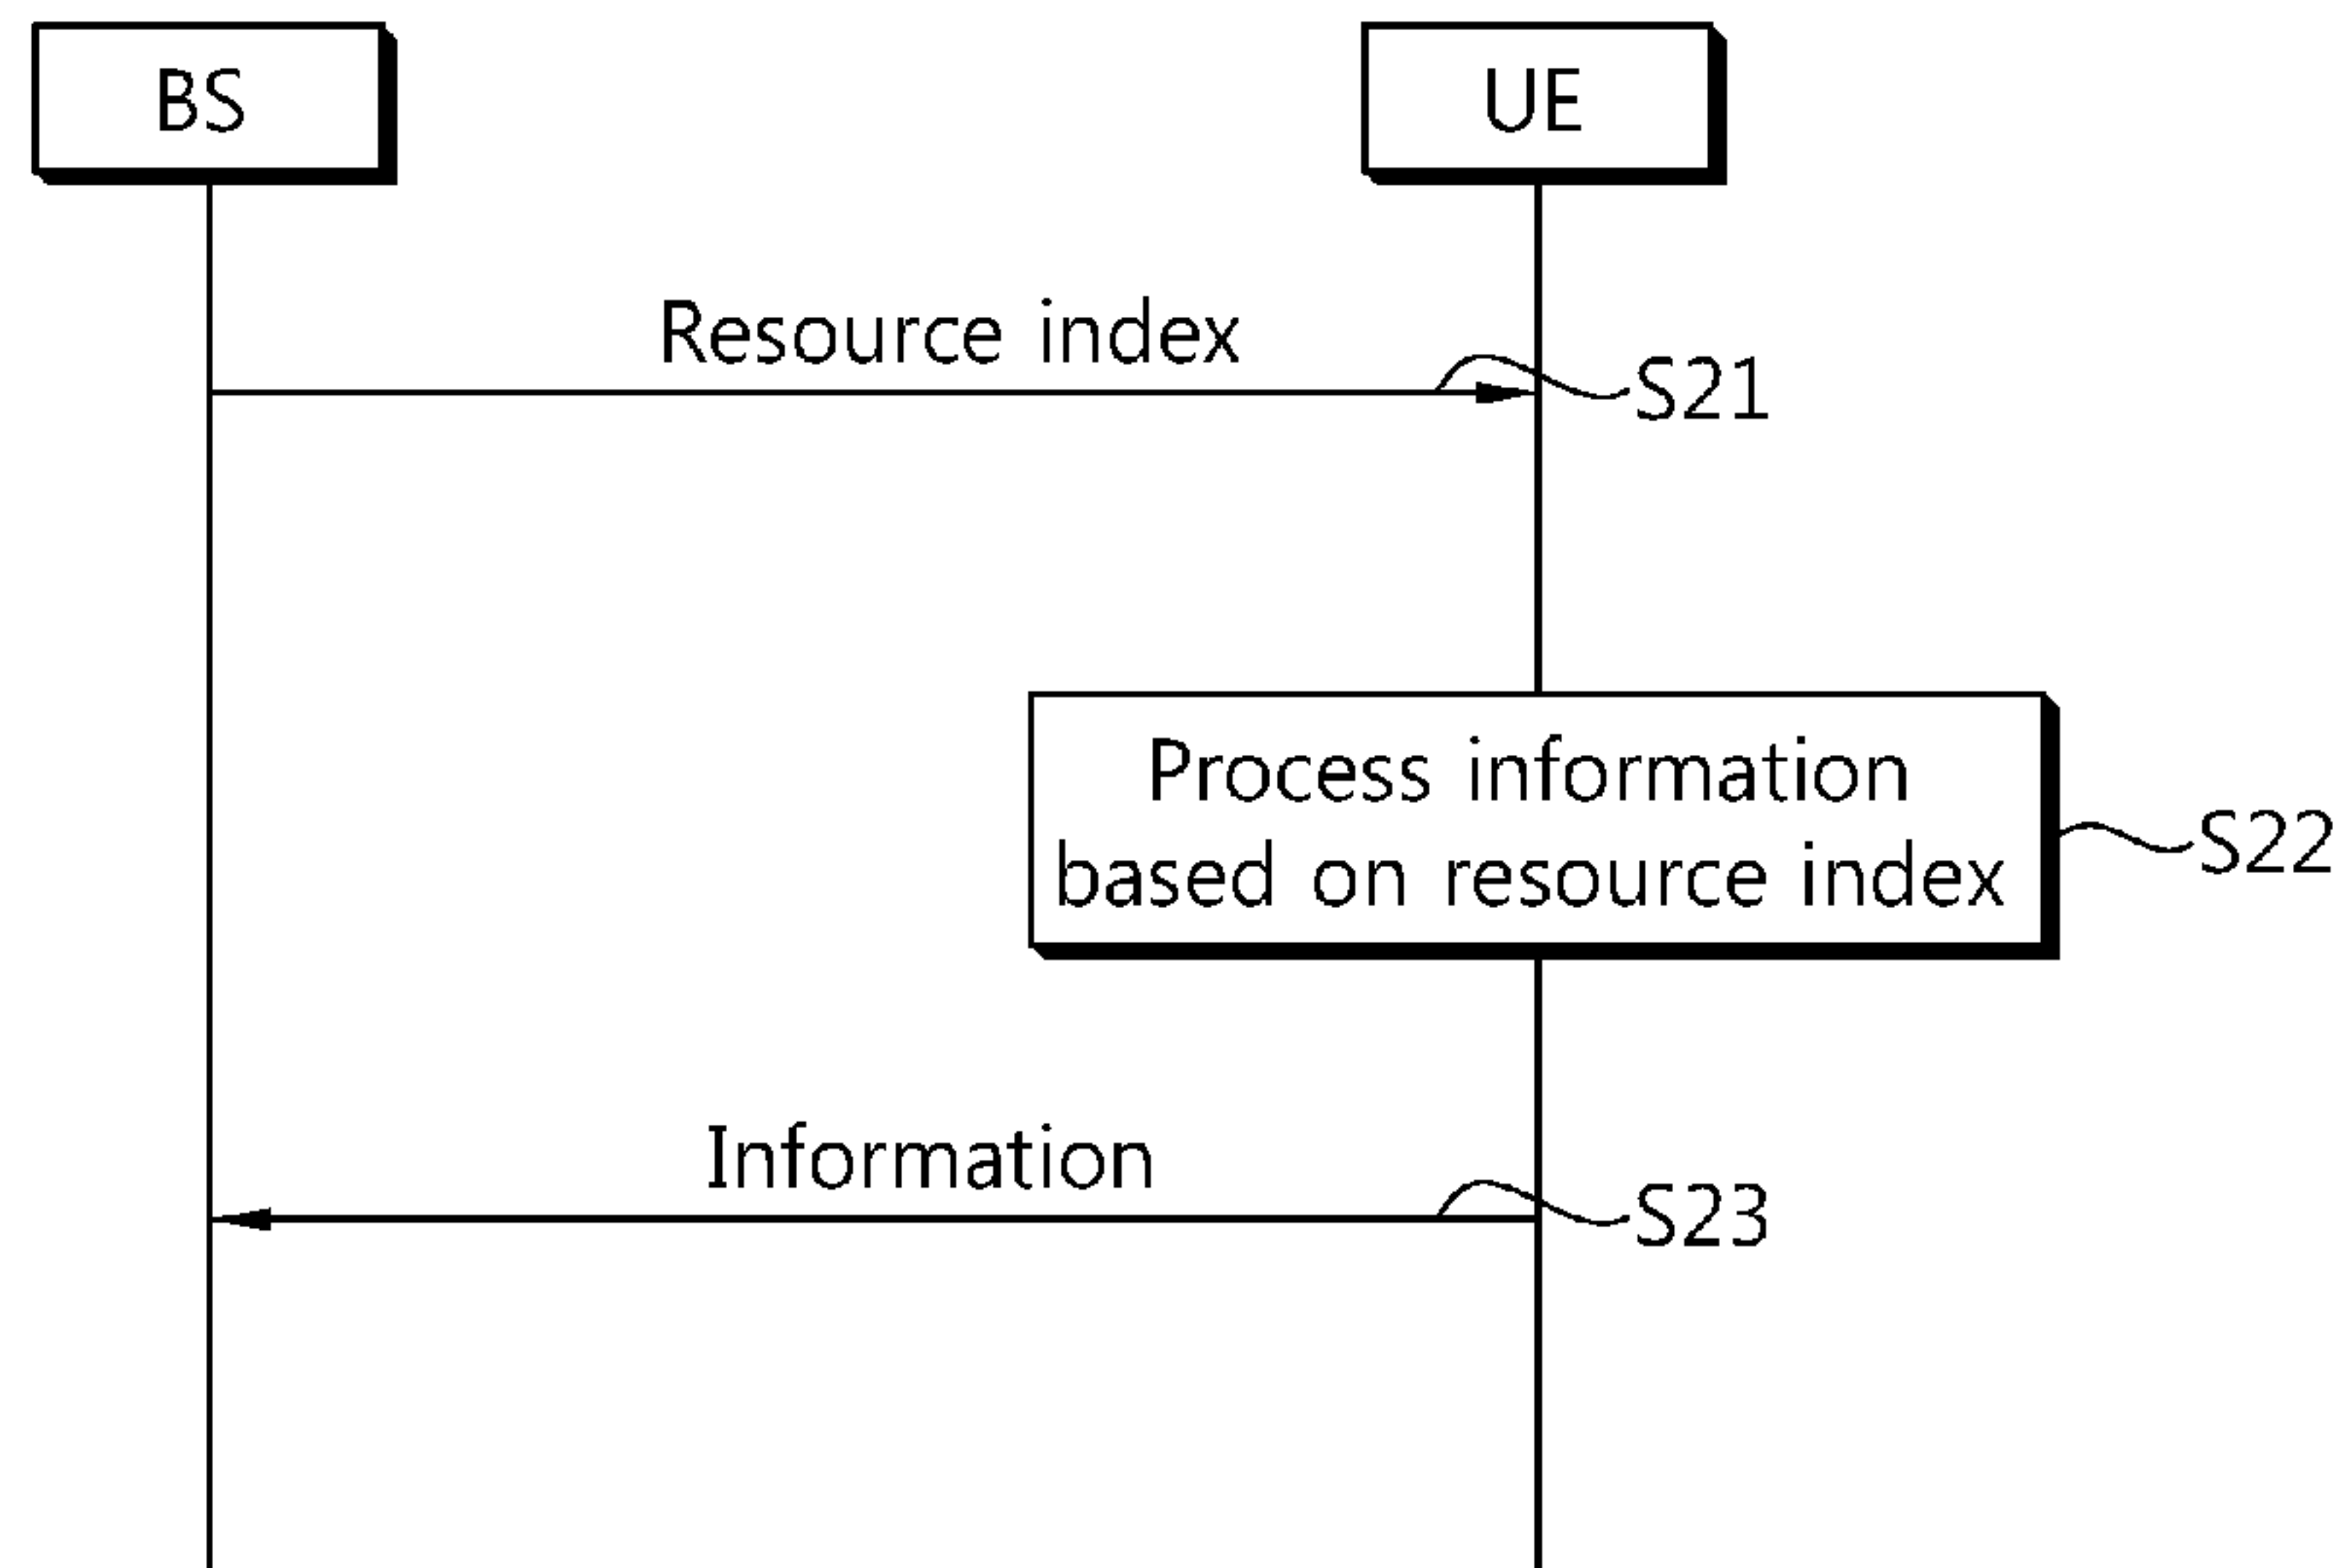 BS
UE
Resource index
S21
Process information
based on resource index
S22
Information
S23